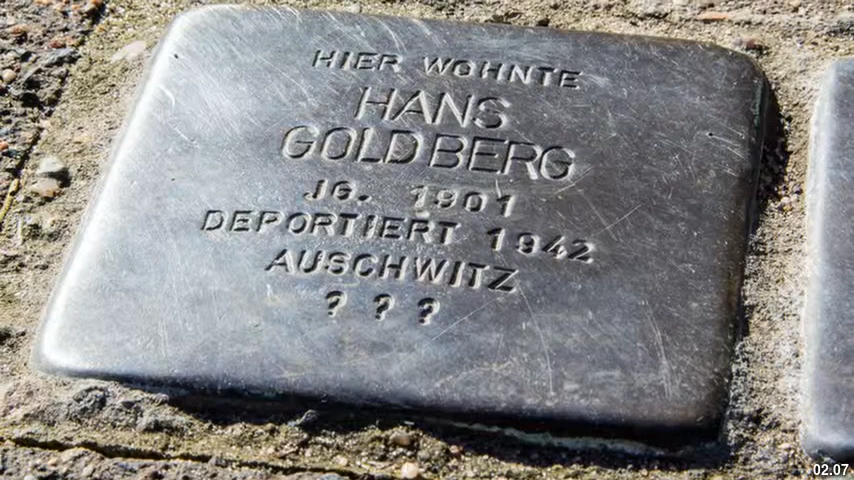 HIER WOHNTE
HANS
GOLDBERG
JG. 1901
DEPORTIERT 1942
AUSCHWITZ
? ? ?
02.07